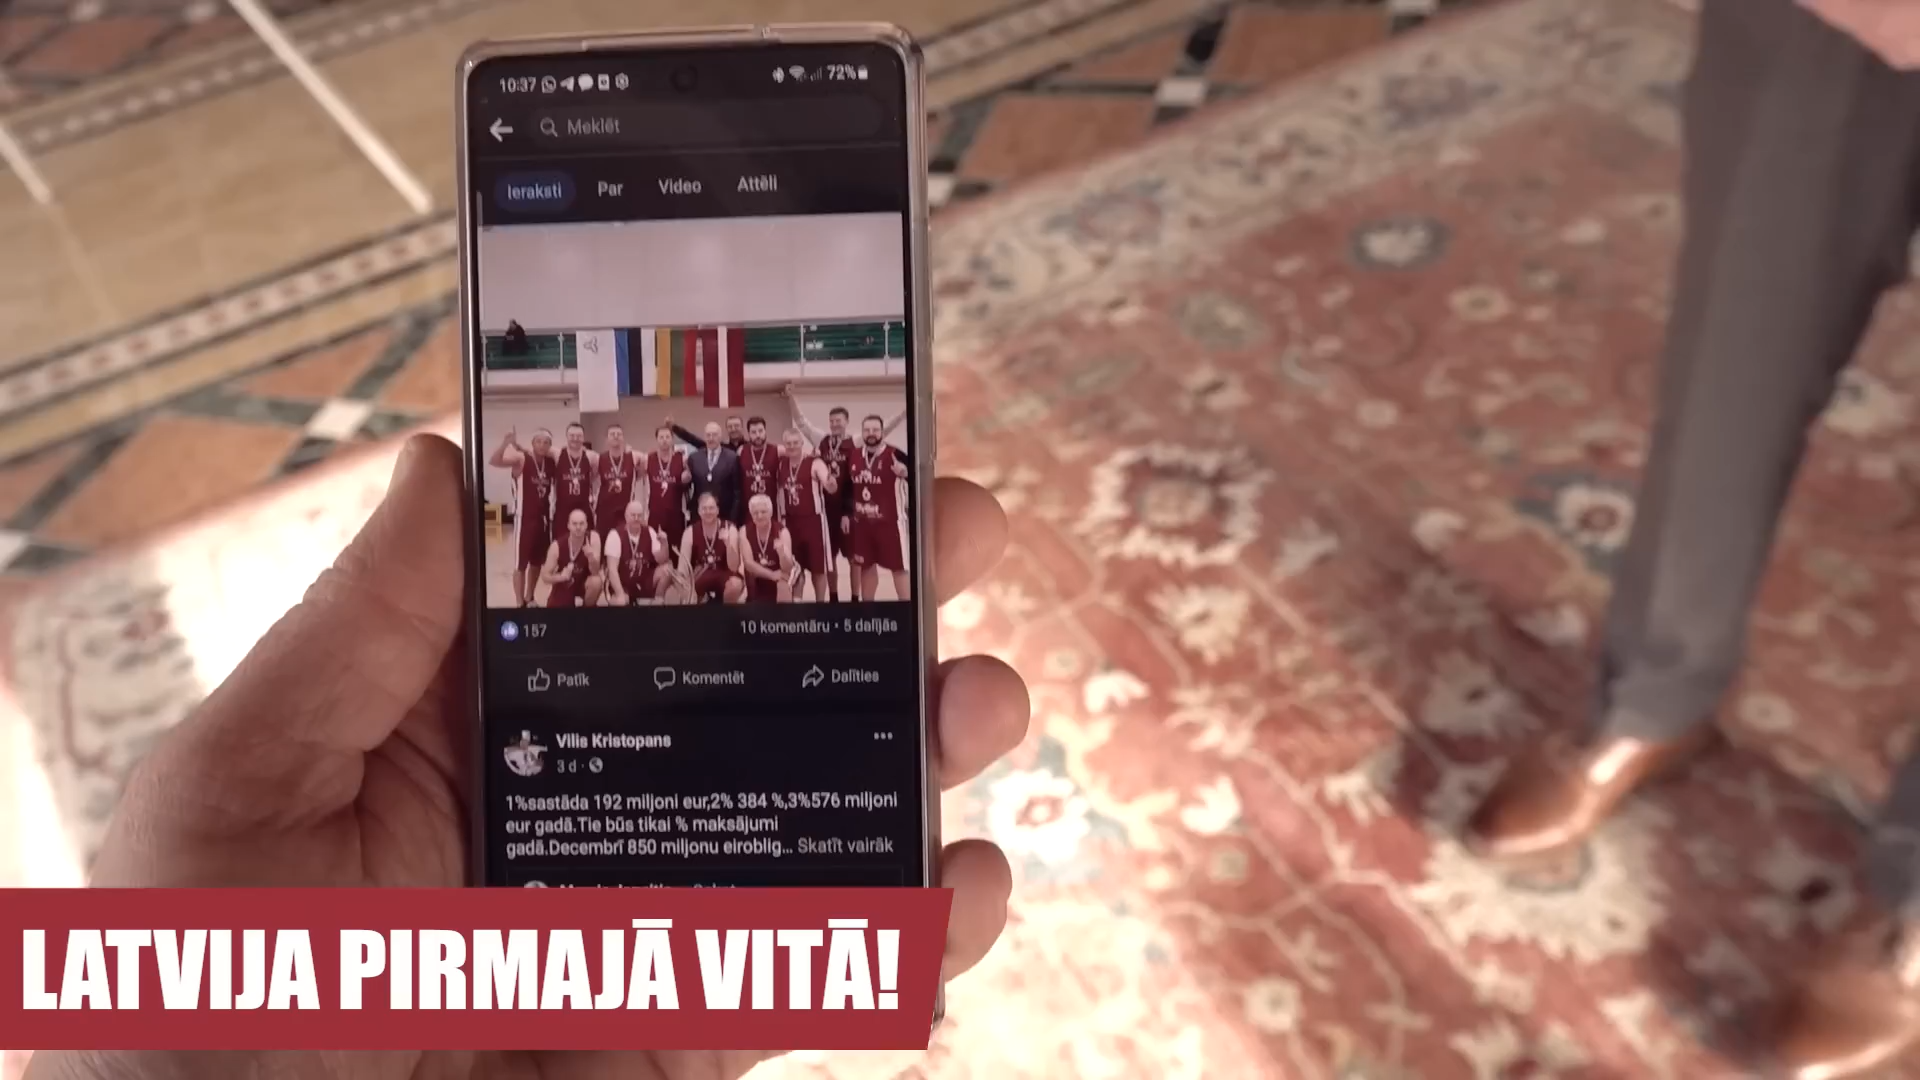 10:37
72%
Meklēt
Ieraksti Par Video Attēli
LATVIJA
157
10 komentāru • 5 dalījās
Patīk Komentēt Dalīties
Vilis Kristopans
3 d
1%sastāda 192 miljoni eur,2% 384 %,3%576 miljoni
eur gadā.Tie būs tikai % maksājumi
gadā.Decembrī 850 miljonu eiroblig... Skatīt vairāk
LATVIJA PIRMAJĀ VITĀ!